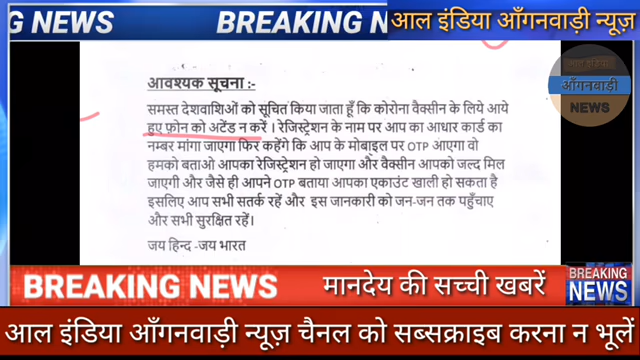 G NEWS
BREAKING NEWS
BREAKING
आल इंडिया आँगनवाड़ी न्यूज़
आल इंडिया
आँगनवाड़ी
NEWS
आवश्यक सूचना :-
समस्त देशवाशिओं को सूचित किया जाता हूँ कि कोरोना वैक्सीन के लिये आये
हुए फ़ोन को अटेंड न करें । रेजिस्ट्रेशन के नाम पर आप का आधार कार्ड का
नम्बर मांगा जाएगा फिर कहेंगे कि आप के मोबाइल पर OTP आएगा वो
हमको बताओ आपका रेजिस्ट्रेशन हो जाएगा और वैक्सीन आपको जल्द मिल
जाएगी और जैसे ही आपने OTP बताया आपका एकाउंट खाली हो सकता है
इसलिए आप सभी सतर्क रहें और इस जानकारी को जन-जन तक पहुँचाए
और सभी सुरक्षित रहें।
जय हिन्द -जय भारत
BREAKING NEWS
मानदेय की सच्ची खबरें
BREAKING
NEWS
आल इंडिया आँगनवाड़ी न्यूज़ चैनल को सब्सक्राइब करना न भूलें